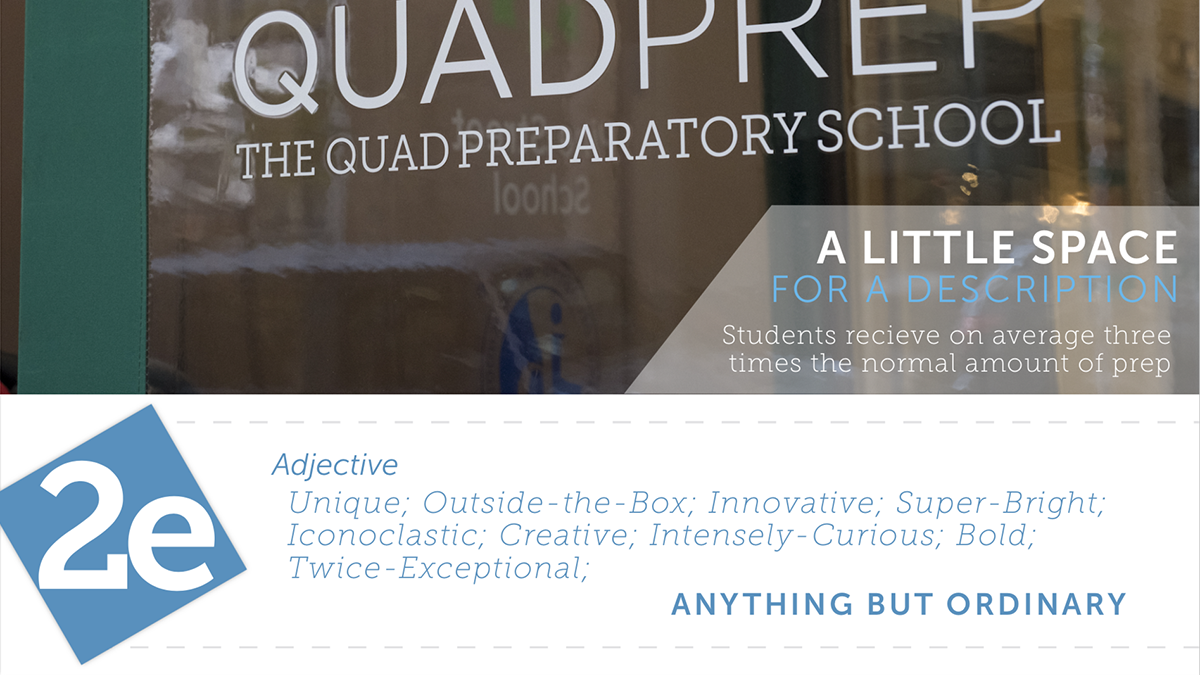 QUADPREP
THE QUAD PREPARATORY SCHOOL
Street
School
A LITTLE SPACE
FOR A DESCRIPTION
Students recieve on average three
times the normal amount of prep
2e
Adjective
Unique; Outside-the-Box; Innovative; Super-Bright;
Iconoclastic; Creative; Intensely-Curious; Bold;
Twice-Exceptional;
ANYTHING BUT ORDINARY